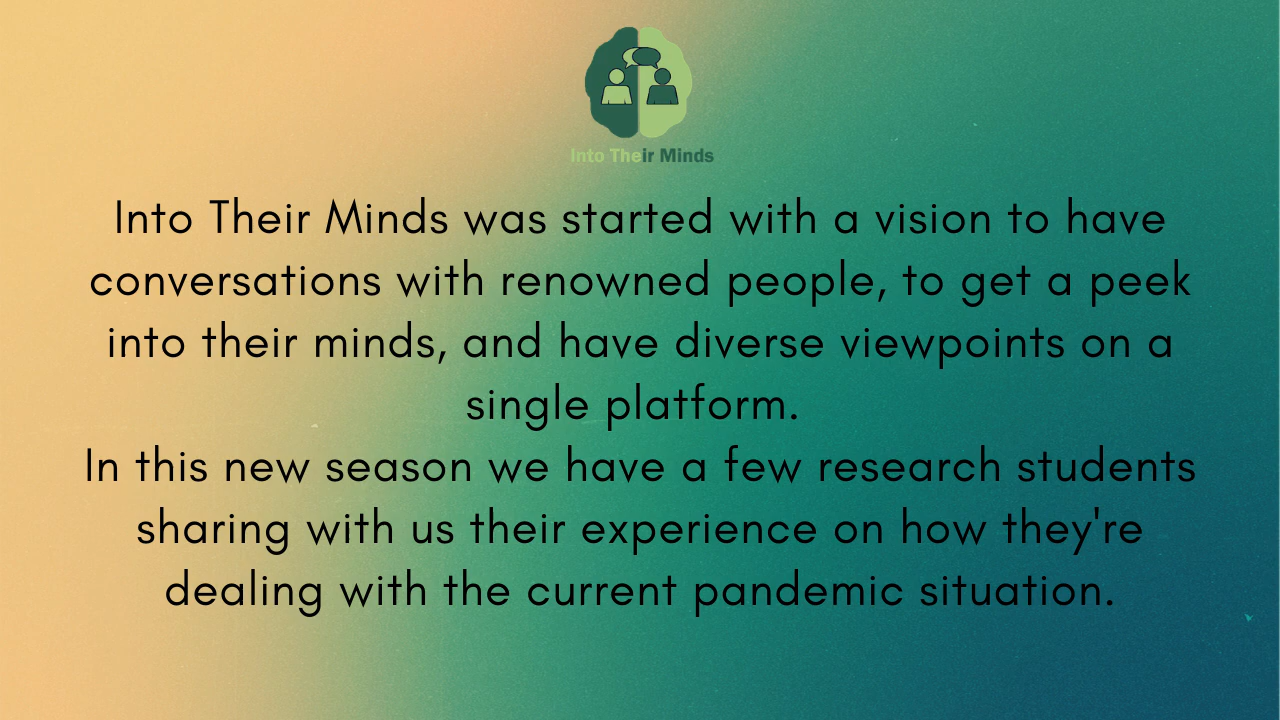 Into Their Minds
Into Their Minds was started with a vision to have
conversations with renowned people, to get a peek
into their minds, and have diverse viewpoints on a
single platform.
In this new season we have a few research students
sharing with us their experience on how they're
dealing with the current pandemic situation.